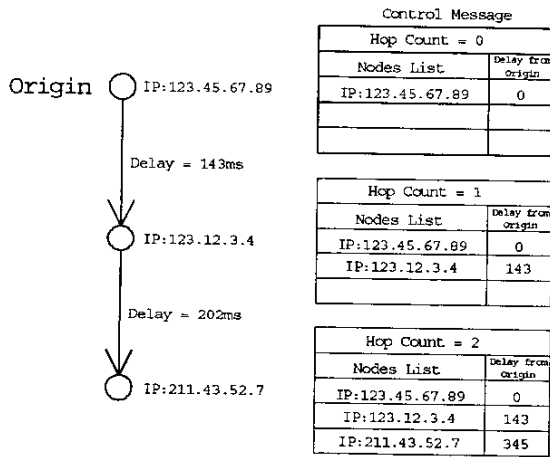 Control Message
Hop Count = 0
Nodes List Delay from Origin
IP:123.45.67.89 0
Origin IP:123.45.67.89
Delay = 143ms
IP:123.12.3.4
Delay = 202ms
IP:211.43.52.7
Hop Count = 1
Nodes List Delay from Origin
IP:123.45.67.89 0
IP:123.12.3.4 143
Hop Count = 2
Nodes List Delay from Origin
IP:123.45.67.89 0
IP:123.12.3.4 143
IP:211.43.52.7 345